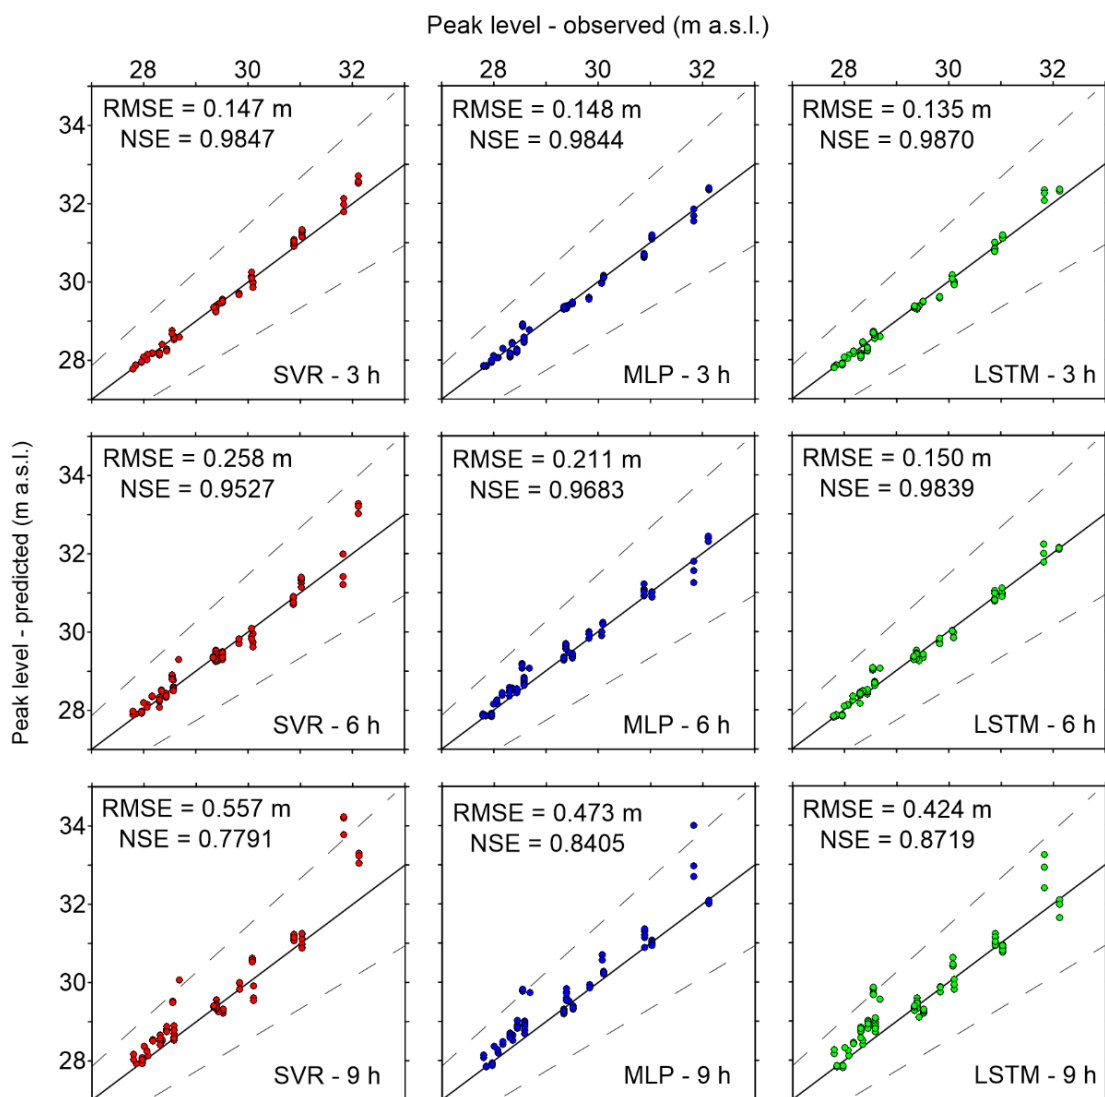 Peak level - observed (m a.s.l.)
28 30 32 28 30 32 28 30 32
Peak level - predicted (m a.s.l.)
34
32
30
28
RMSE = 0.147 m
NSE = 0.9847
SVR - 3 h
RMSE = 0.148 m
NSE = 0.9844
MLP - 3 h
RMSE = 0.135 m
NSE = 0.9870
LSTM - 3 h
34
32
30
28
RMSE = 0.258 m
NSE = 0.9527
SVR - 6 h
RMSE = 0.211 m
NSE = 0.9683
MLP - 6 h
RMSE = 0.150 m
NSE = 0.9839
LSTM - 6 h
34
32
30
28
RMSE = 0.557 m
NSE = 0.7791
SVR - 9 h
RMSE = 0.473 m
NSE = 0.8405
MLP - 9 h
RMSE = 0.424 m
NSE = 0.8719
LSTM - 9 h